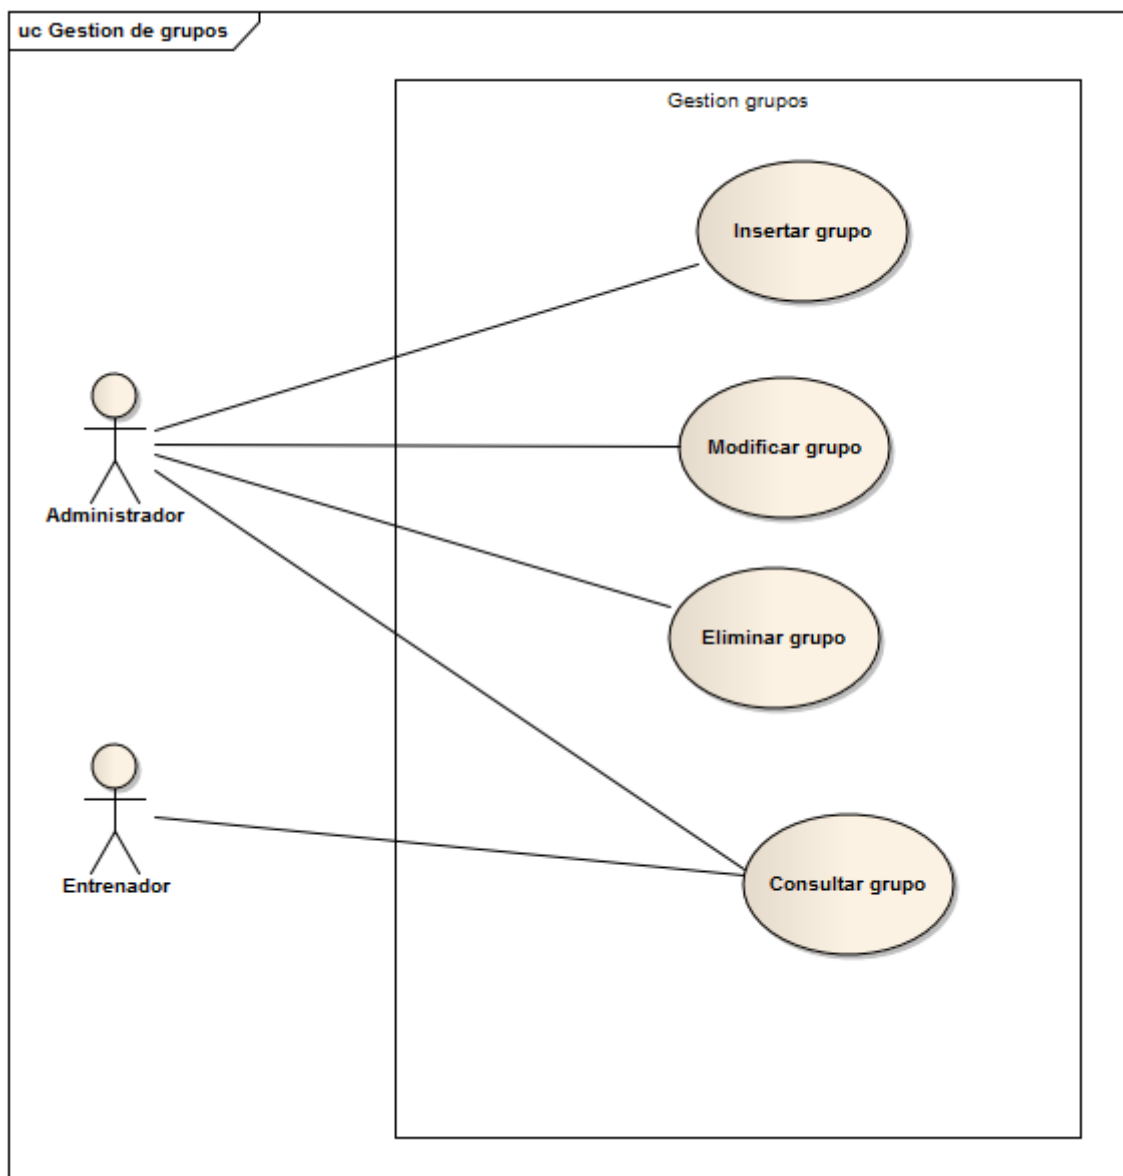 uc Gestion de grupos
Gestion grupos
Insertar grupo
Modificar grupo
Administrador
Eliminar grupo
Entrenador
Consultar grupo